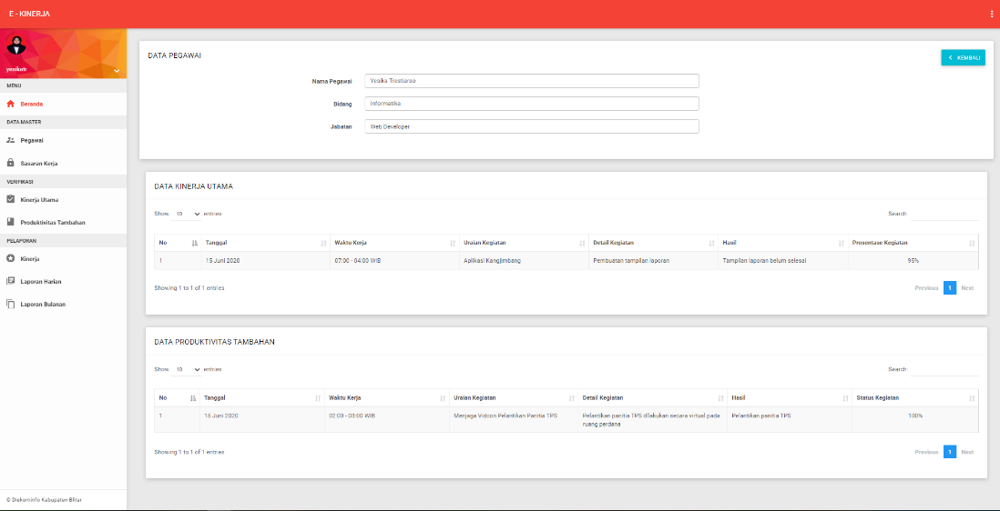 E - KINERJA
yesikatr
MENU
Beranda
DATA MASTER
Pegawai
Sasaran Kerja
VERIFIKASI
Kinerja Utama
Produktivitas Tambahan
PELAPORAN
Kinerja
Laporan Harian
Laporan Bulanan
© Diskominfo Kabupaten Blitar
DATA PEGAWAI
KEMBALI
Nama Pegawai Yesika Trestiarso
Bidang Informatika
Jabatan Web Developer
DATA KINERJA UTAMA
Show 10 entries Search:
No Tanggal Waktu Kerja Uraian Kegiatan Detail Kegiatan Hasil Prosentase Kegiatan
1 15 Juni 2020 07:00 - 04:00 WIB Aplikasi Kangjimbang Pembuatan tampilan laporan Tampilan laporan belum selesai 95%
Showing 1 to 1 of 1 entries Previous 1 Next
DATA PRODUKTIVITAS TAMBAHAN
Show 10 entries Search:
No Tanggal Waktu Kerja Uraian Kegiatan Detail Kegiatan Hasil Status Kegiatan
1 15 Juni 2020 02:00 - 03:00 WIB Menjaga Vidcon Pelantikan Panitia TPS Pelantikan panitia TPS dilakukan secara virtual pada Pelantikan panitia TPS 100%
ruang perdana
Showing 1 to 1 of 1 entries Previous 1 Next